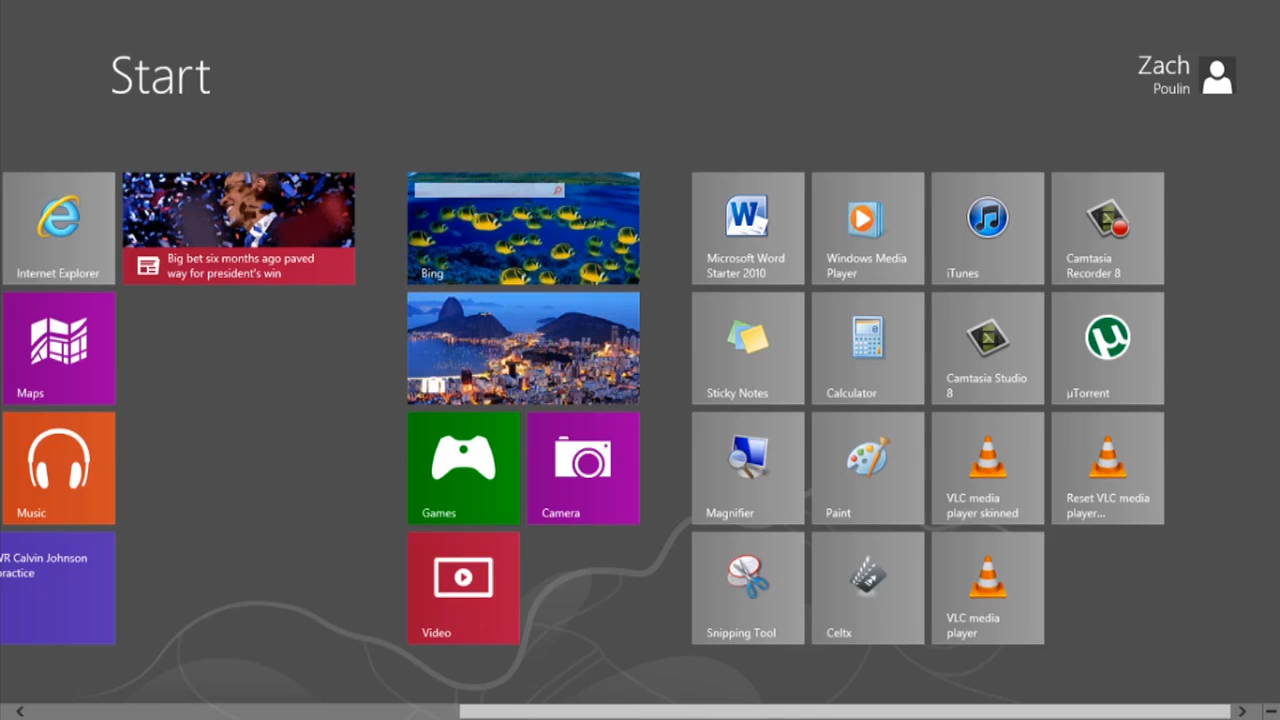 Start
Zach
Poulin
Internet Explorer
Big bet six months ago paved
way for president's win
Bing
Microsoft Word
Starter 2010
Windows Media
Player
iTunes
Camtasia
Recorder 8
Maps
Sticky Notes
Calculator
Camtasia Studio
8
µTorrent
Music
Games
Camera
Magnifier
Paint
VLC media
player skinned
Reset VLC media
player...
WR Calvin Johnson
practice
Video
Snipping Tool
Celtx
VLC media
player